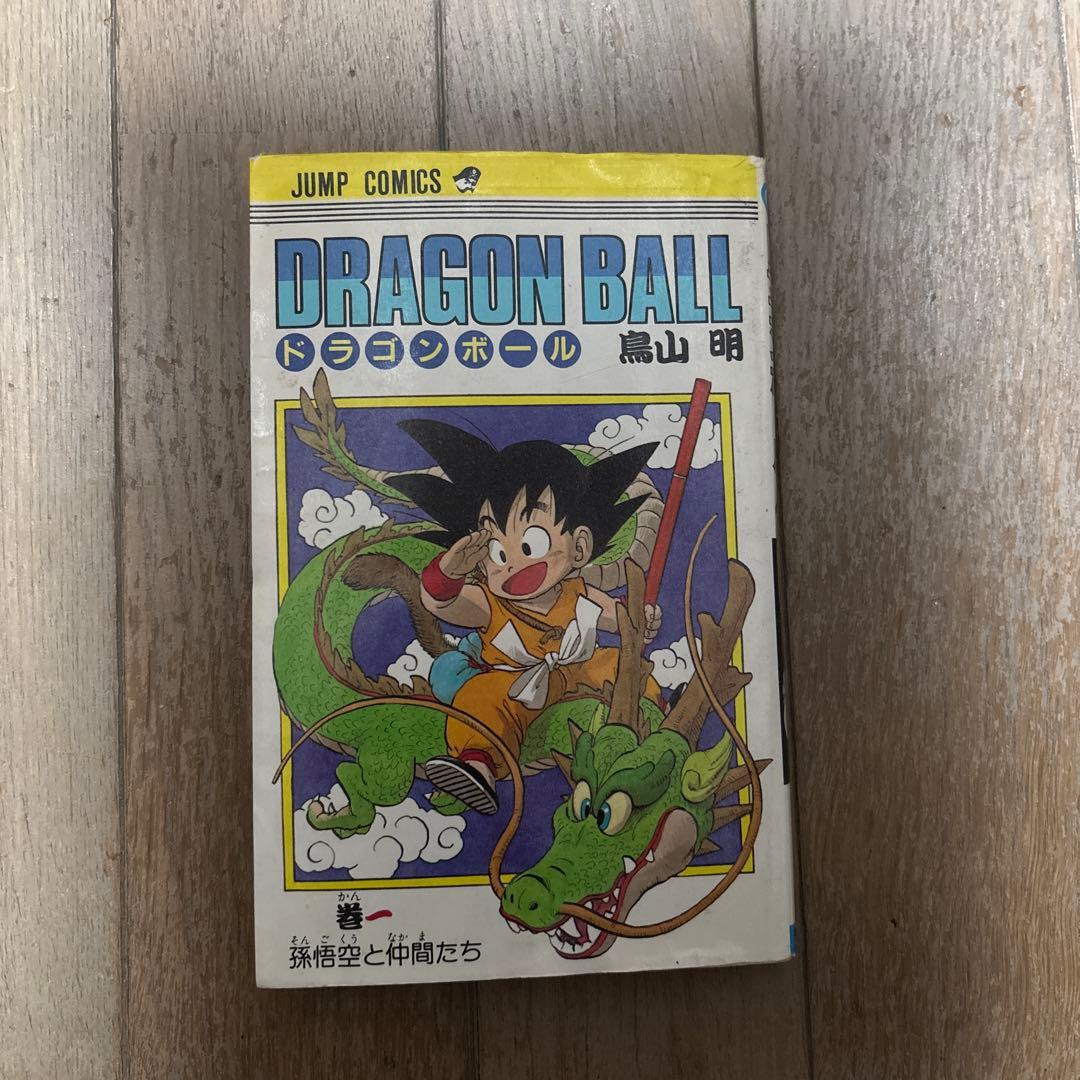 JUMP COMICS
DRAGON BALL
ドラゴンボール
鳥山 明
かん
巻一
そんごくう なかま
孫悟空と仲間たち